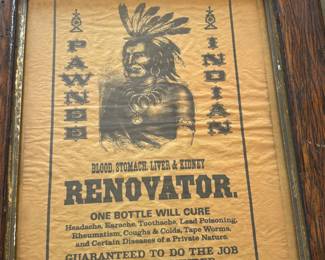 PAWNEE
INDIAN
BLOOD, STOMACH, LIVER & KIDNEY
RENOVATOR.
ONE BOTTLE WILL CURE
Headache, Earache, Toothache, Lead Poisoning,
Rheumatism, Coughs & Colds, Tape Worms,
and Certain Diseases of a Private Nature.
GUARANTEED TO DO THE JOB